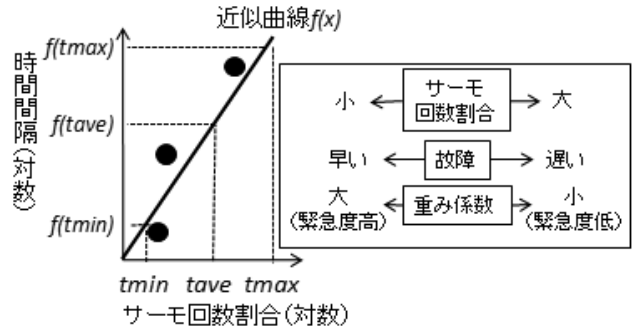 近似曲線f(x)
f(tmax)
f(tave)
f(tmin)
時間間隔(対数)
tmin tave tmax
サーモ回数割合(対数)
小 サーモ 大
回数割合
早い 故障 遅い
大 重み係数 小
(緊急度高) (緊急度低)